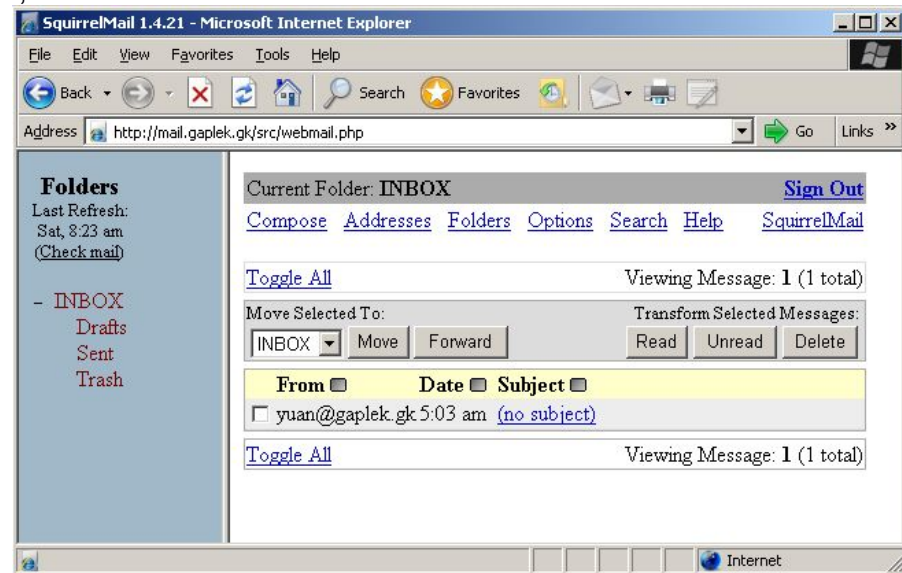 SquirrelMail 1.4.21 - Microsoft Internet Explorer
File Edit View Favorites Tools Help
Back Search Favorites
Address http://mail.gaplek.gk/src/webmail.php Go Links »
Folders
Last Refresh:
Sat, 8:23 am
(Check mail)
– INBOX
Drafts
Sent
Trash
Current Folder: INBOX Sign Out
Compose Addresses Folders Options Search Help SquirrelMail
Toggle All Viewing Message: 1 (1 total)
Move Selected To: Transform Selected Messages:
INBOX Move Forward Read Unread Delete
From Date Subject
yuan@gaplek.gk 5:03 am (no subject)
Toggle All Viewing Message: 1 (1 total)
Internet